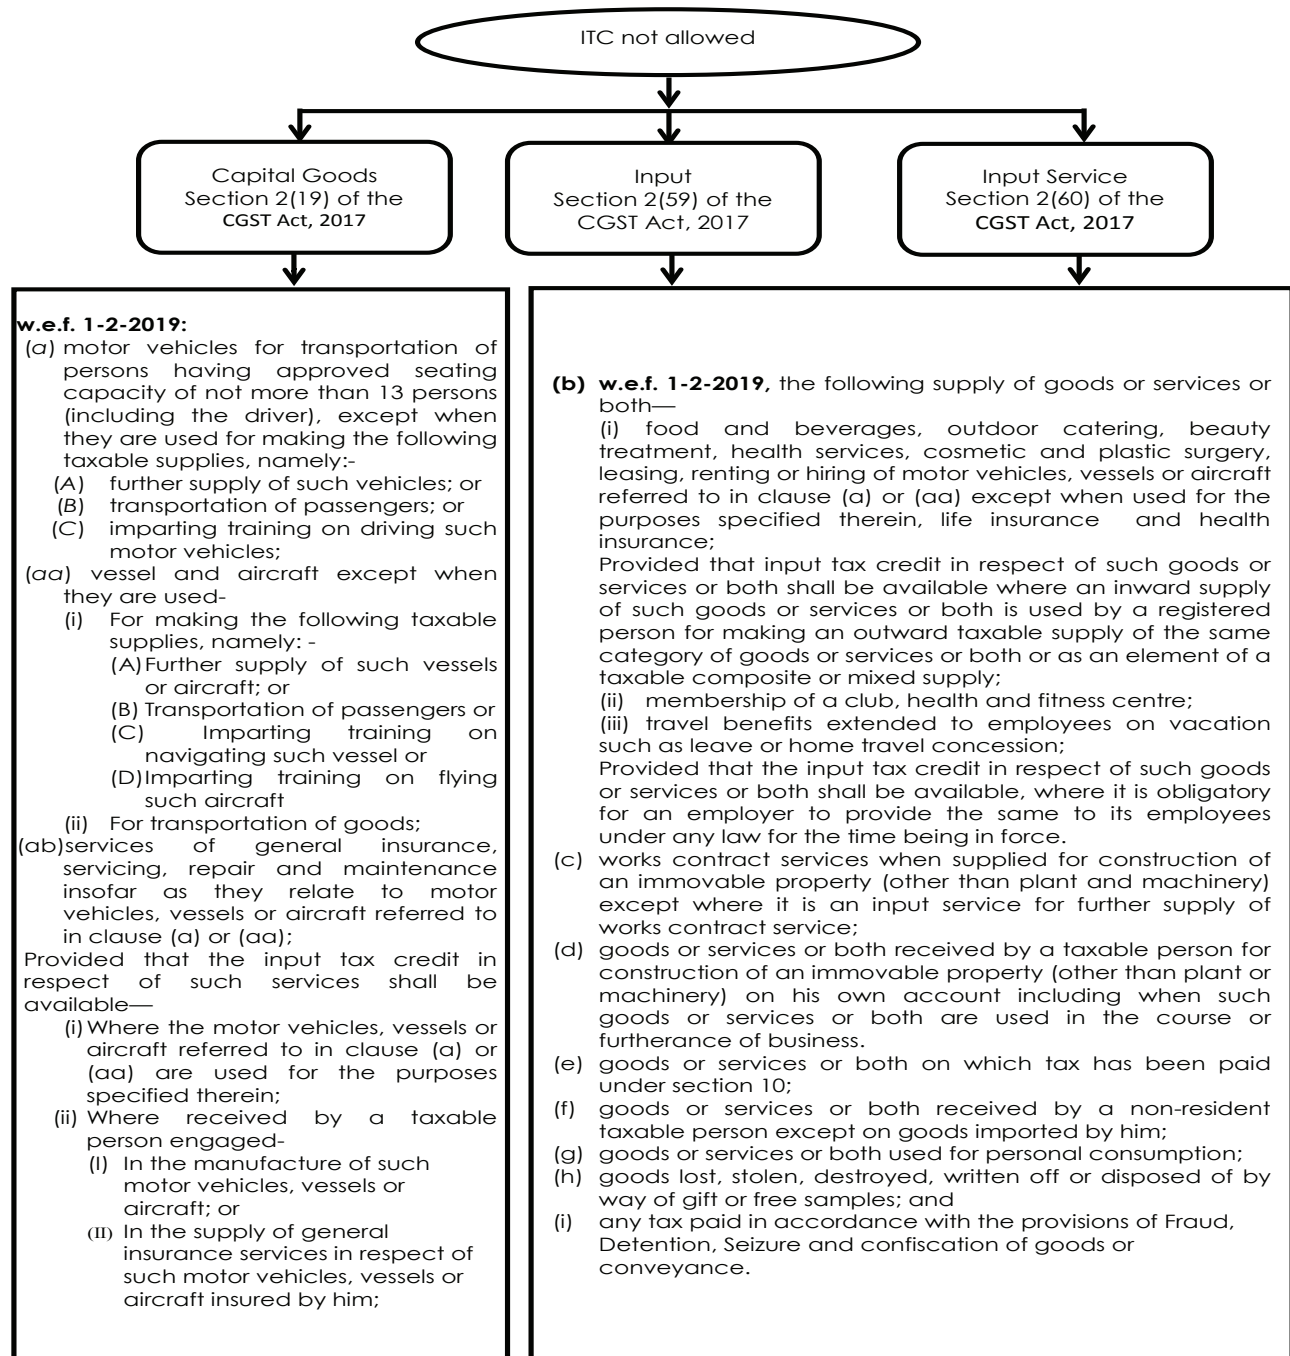 ITC not allowed
Capital Goods
Section 2(19) of the
CGST Act, 2017
Input
Section 2(59) of the
CGST Act, 2017
Input Service
Section 2(60) of the
CGST Act, 2017
w.e.f. 1-2-2019:
(a) motor vehicles for transportation of
persons having approved seating
capacity of not more than 13 persons
(including the driver), except when
they are used for making the following
taxable supplies, namely:-
(A) further supply of such vehicles; or
(B) transportation of passengers; or
(C) imparting training on driving such
motor vehicles;
(aa) vessel and aircraft except when
they are used-
(i) For making the following taxable
supplies, namely: -
(A) Further supply of such vessels
or aircraft; or
(B) Transportation of passengers or
(C) Imparting training on
navigating such vessel or
(D) Imparting training on flying
such aircraft
(ii) For transportation of goods;
(ab) services of general insurance,
servicing, repair and maintenance
insofar as they relate to motor
vehicles, vessels or aircraft referred to
in clause (a) or (aa);
Provided that the input tax credit in
respect of such services shall be
available—
(i) Where the motor vehicles, vessels or
aircraft referred to in clause (a) or
(aa) are used for the purposes
specified therein;
(ii) Where received by a taxable
person engaged-
(I) In the manufacture of such
motor vehicles, vessels or
aircraft; or
(II) In the supply of general
insurance services in respect of
such motor vehicles, vessels or
aircraft insured by him;
(b) w.e.f. 1-2-2019, the following supply of goods or services or
both—
(i) food and beverages, outdoor catering, beauty
treatment, health services, cosmetic and plastic surgery,
leasing, renting or hiring of motor vehicles, vessels or aircraft
referred to in clause (a) or (aa) except when used for the
purposes specified therein, life insurance and health
insurance;
Provided that input tax credit in respect of such goods or
services or both shall be available where an inward supply
of such goods or services or both is used by a registered
person for making an outward taxable supply of the same
category of goods or services or both or as an element of a
taxable composite or mixed supply;
(ii) membership of a club, health and fitness centre;
(iii) travel benefits extended to employees on vacation
such as leave or home travel concession;
Provided that the input tax credit in respect of such goods
or services or both shall be available, where it is obligatory
for an employer to provide the same to its employees
under any law for the time being in force.
(c) works contract services when supplied for construction of
an immovable property (other than plant and machinery)
except where it is an input service for further supply of
works contract service;
(d) goods or services or both received by a taxable person for
construction of an immovable property (other than plant or
machinery) on his own account including when such
goods or services or both are used in the course or
furtherance of business.
(e) goods or services or both on which tax has been paid
under section 10;
(f) goods or services or both received by a non-resident
taxable person except on goods imported by him;
(g) goods or services or both used for personal consumption;
(h) goods lost, stolen, destroyed, written off or disposed of by
way of gift or free samples; and
(i) any tax paid in accordance with the provisions of Fraud,
Detention, Seizure and confiscation of goods or
conveyance.